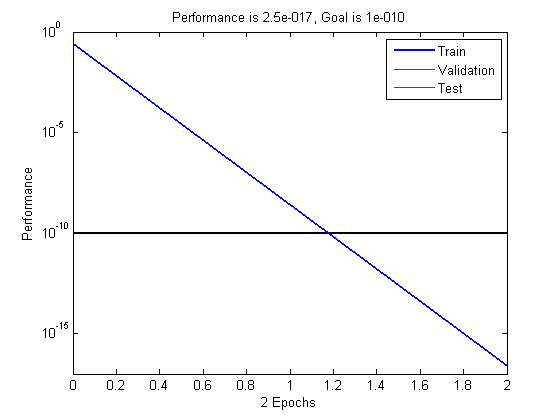 Performance is 2.5e-017, Goal is 1e-010
10^0
10^-5
10^-10
10^-15
Performance
Train
Validation
Test
0 0.2 0.4 0.6 0.8 1 1.2 1.4 1.6 1.8 2
2 Epochs